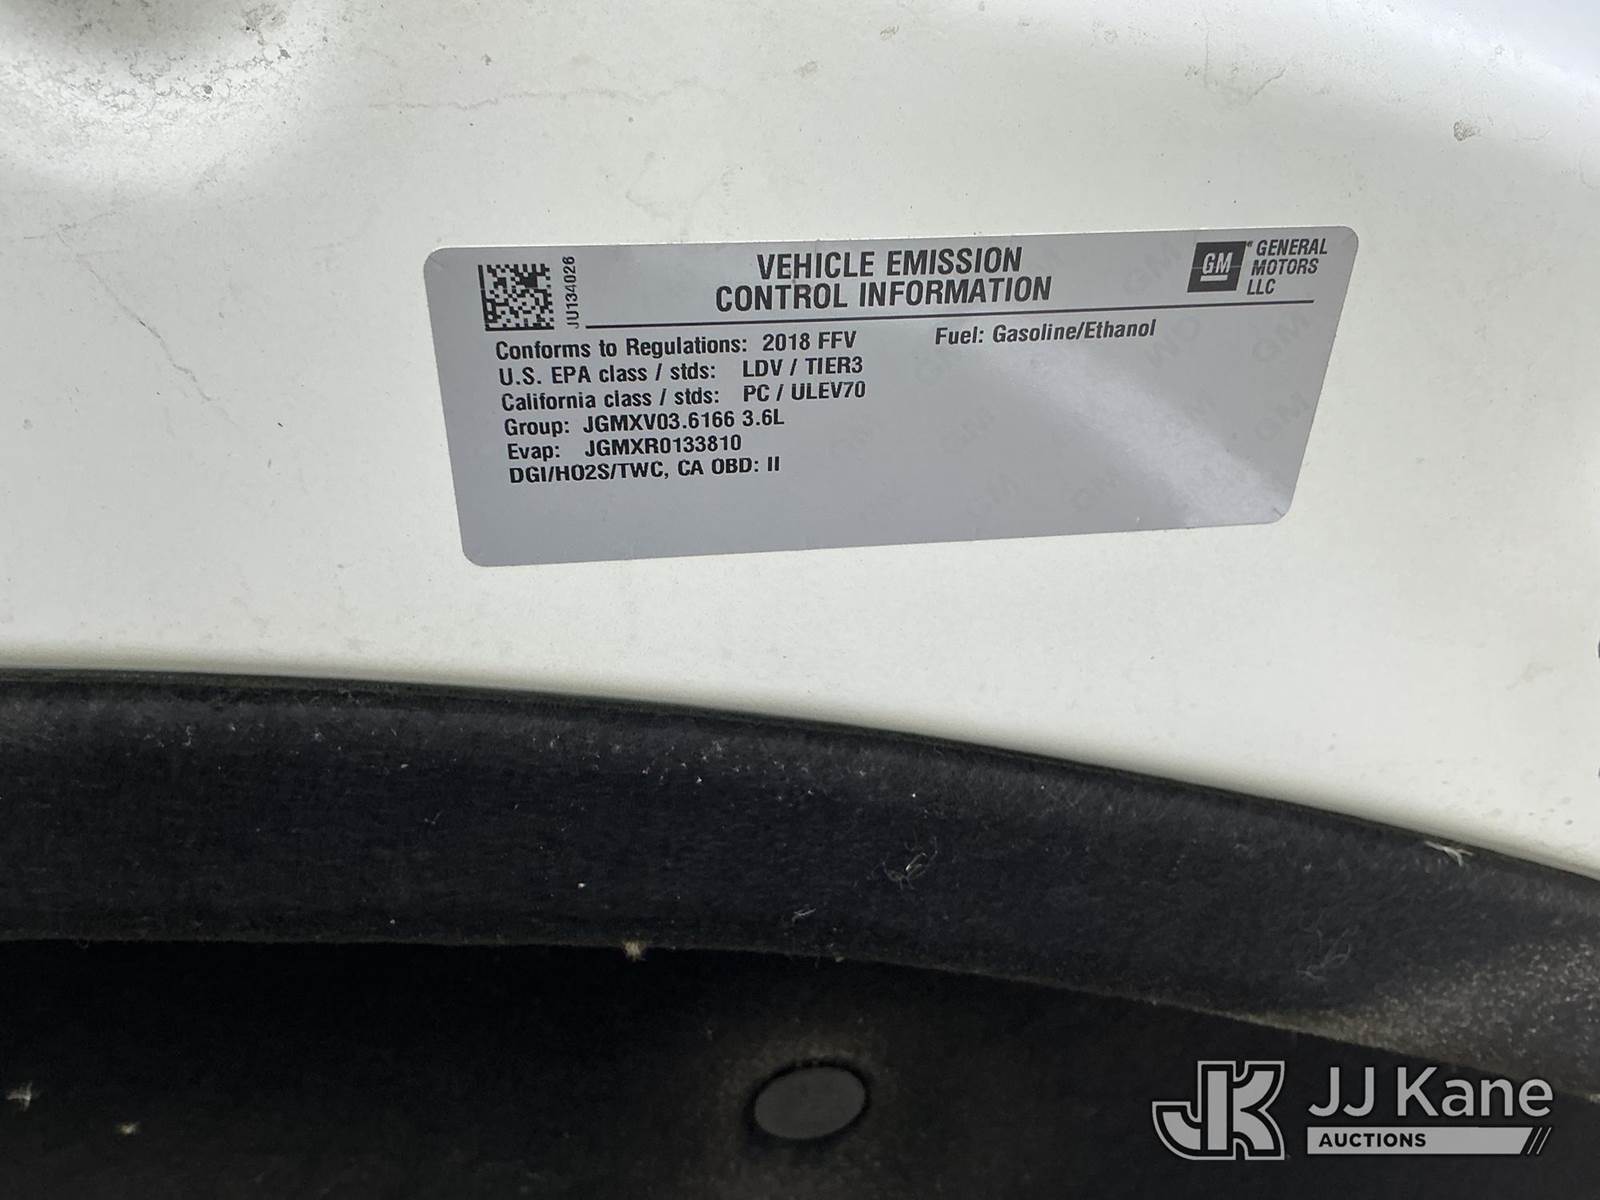 JU134026
VEHICLE EMISSION
CONTROL INFORMATION
GM
GENERAL
MOTORS
LLC
Conforms to Regulations: 2018 FFV
Fuel: Gasoline/Ethanol
U.S. EPA class / stds: LDV / TIER3
California class / stds: PC / ULEV70
Group: JGMXV03.6166 3.6L
Evap: JGMXR0133810
DGI/HO2S/TWC, CA OBD: II
JK JJ Kane
AUCTIONS